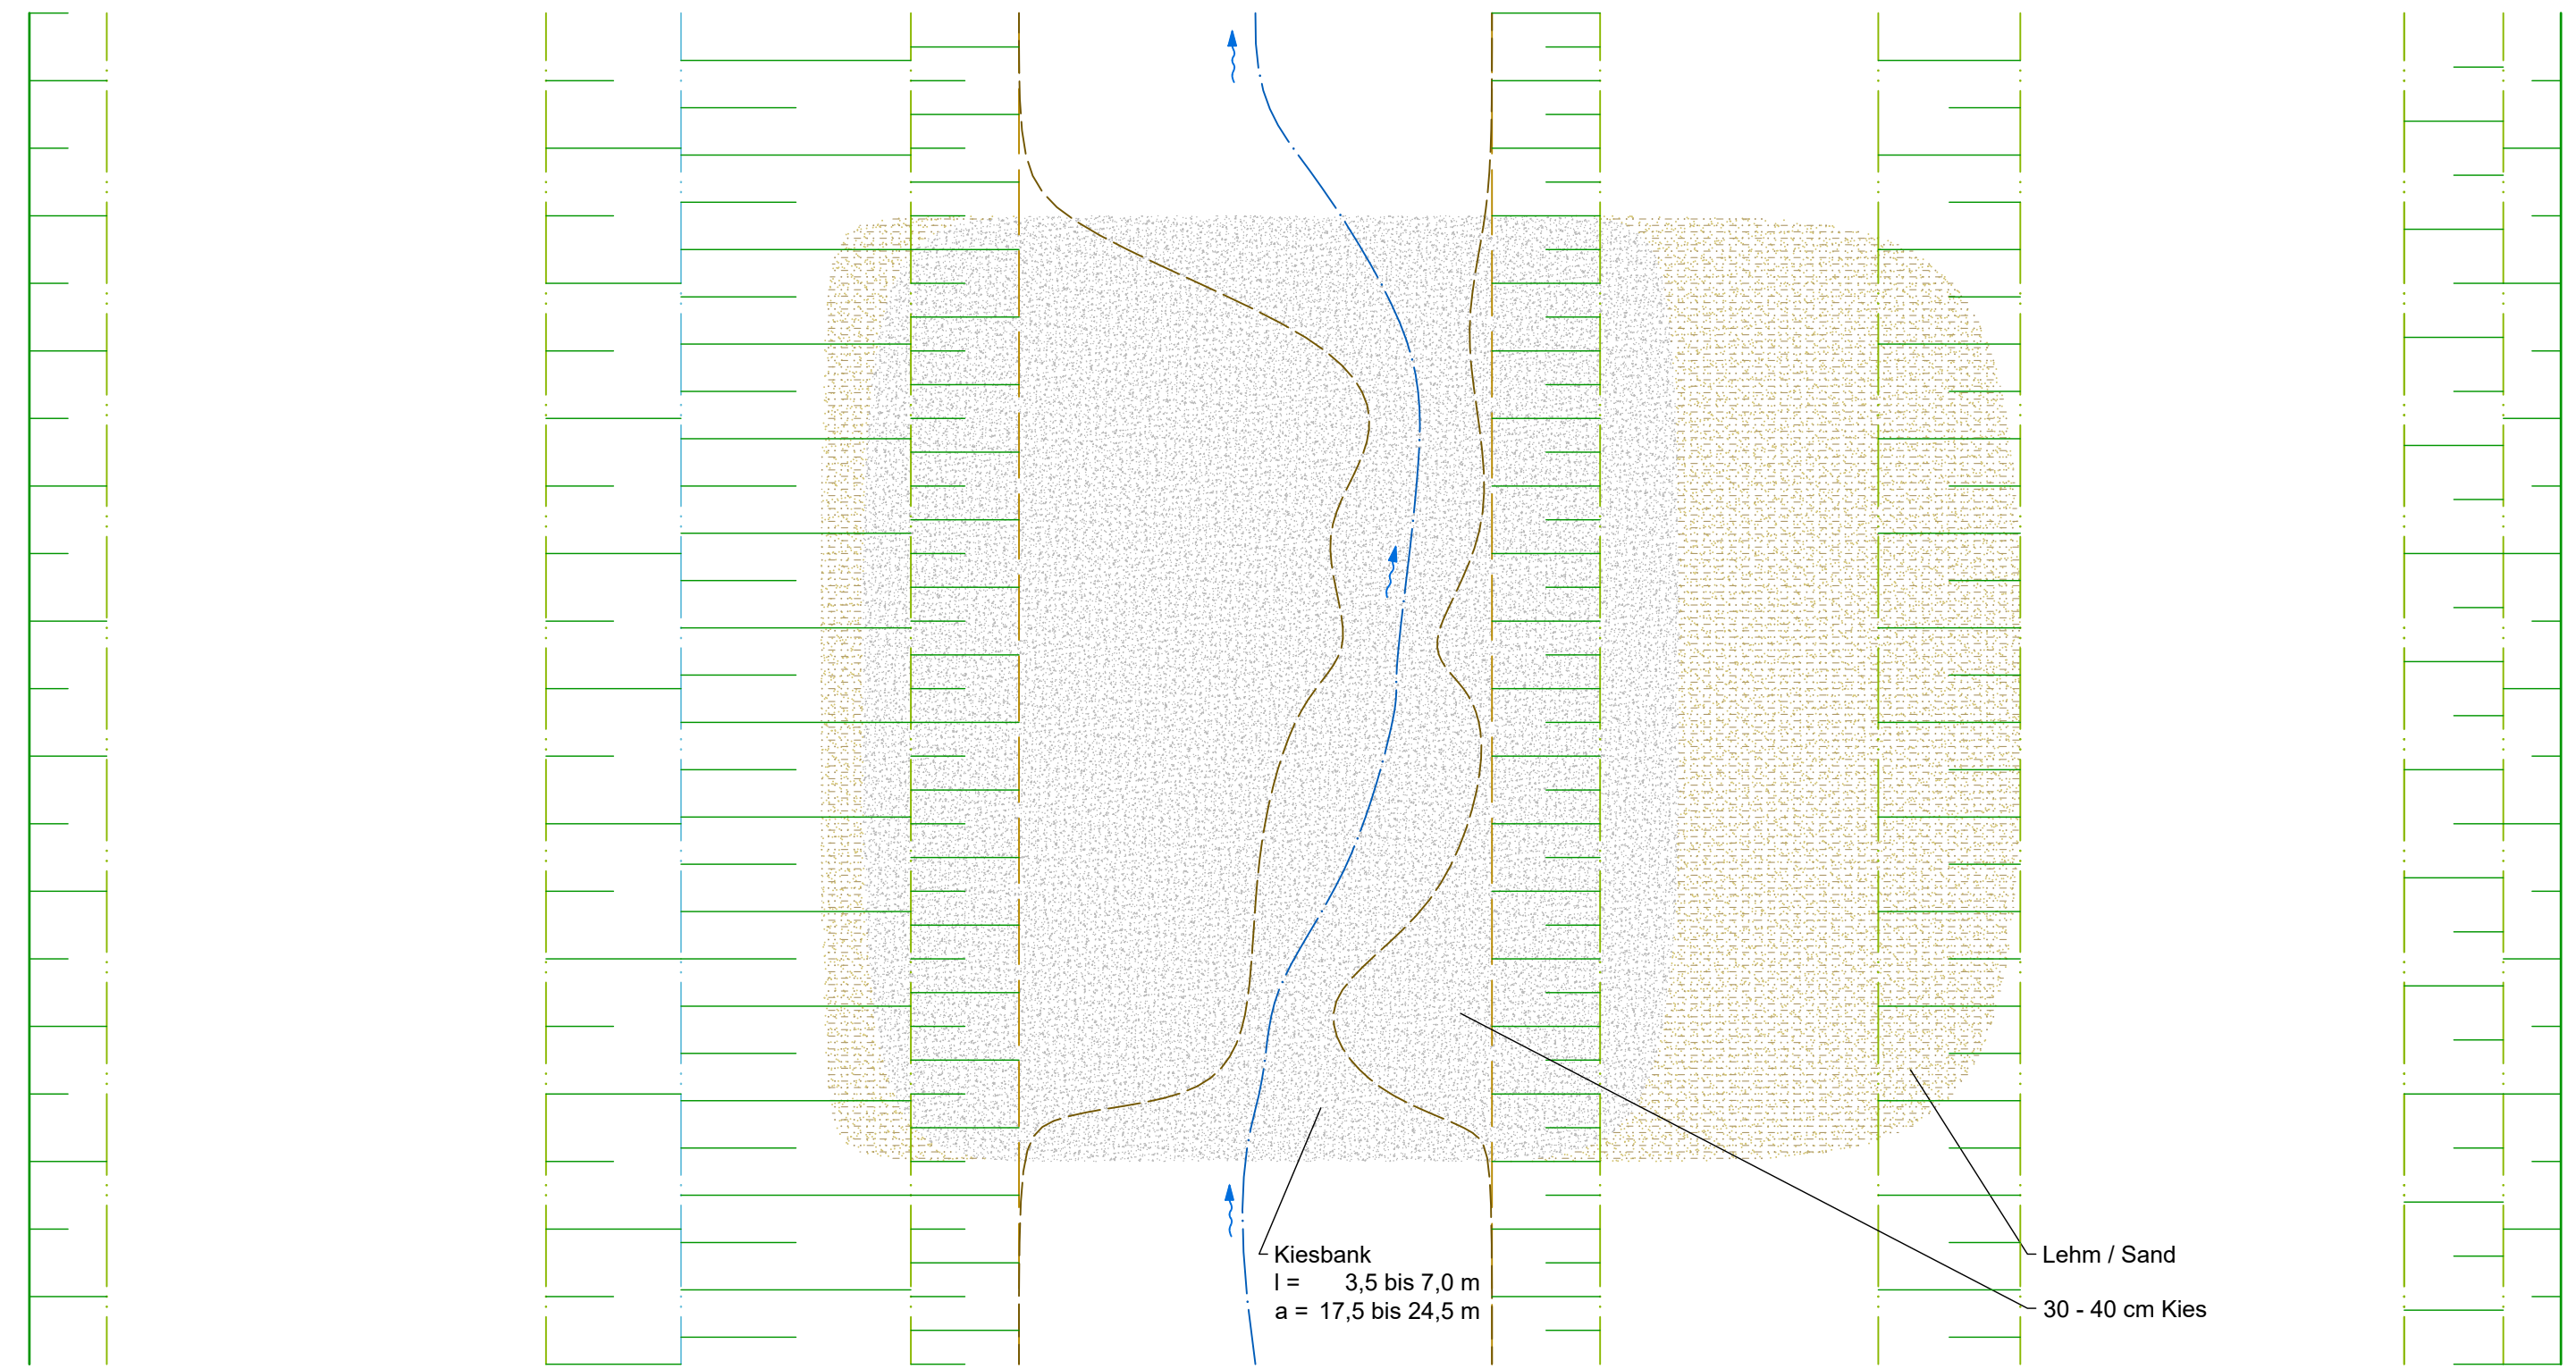 Kiesbank
l = 3,5 bis 7,0 m
a = 17,5 bis 24,5 m
Lehm / Sand
30 - 40 cm Kies